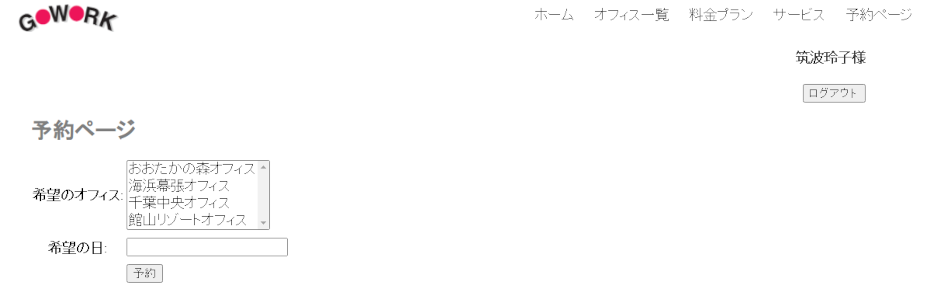 GOWORK
ホーム オフィス一覧 料金プラン サービス 予約ページ
筑波玲子様
ログアウト
予約ページ
希望のオフィス:
おおたかの森オフィス
海浜幕張オフィス
千葉中央オフィス
館山リゾートオフィス
希望の日:
予約